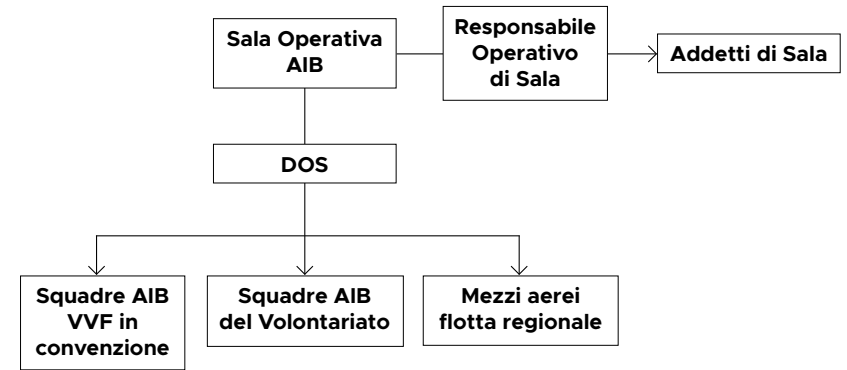 Sala Operativa
AIB
Responsabile
Operativo
di Sala
Addetti di Sala
DOS
Squadre AIB
VVF in
convenzione
Squadre AIB
del Volontariato
Mezzi aerei
flotta regionale